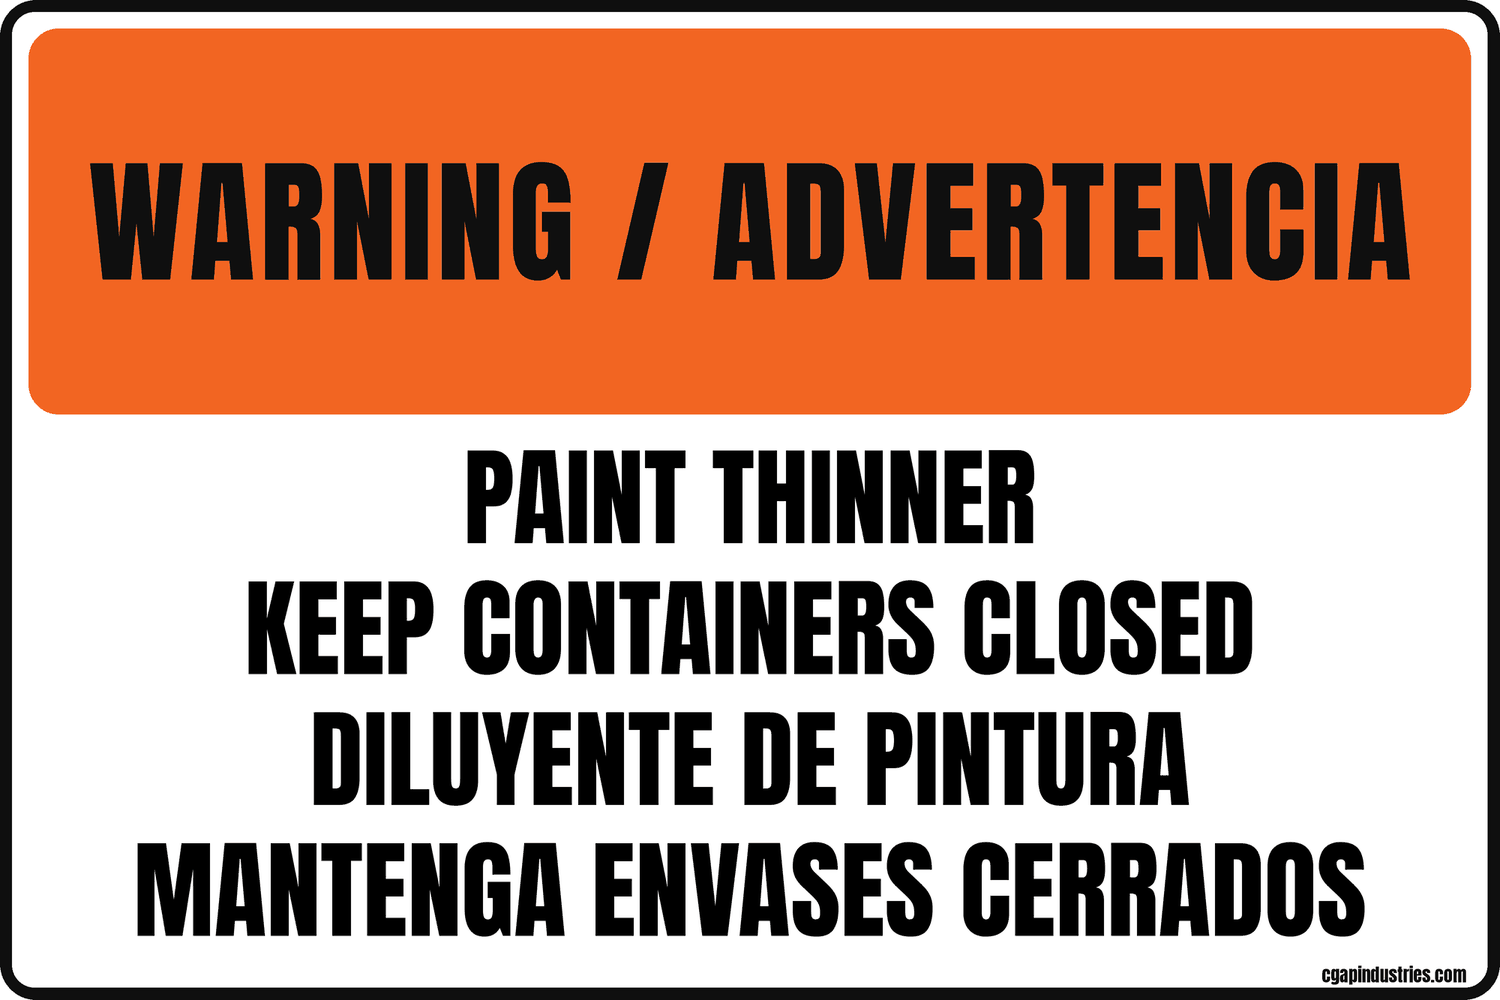 WARNING / ADVERTENCIA
PAINT THINNER
KEEP CONTAINERS CLOSED
DILUYENTE DE PINTURA
MANTENGA ENVASES CERRADOS
cgapindustries.com